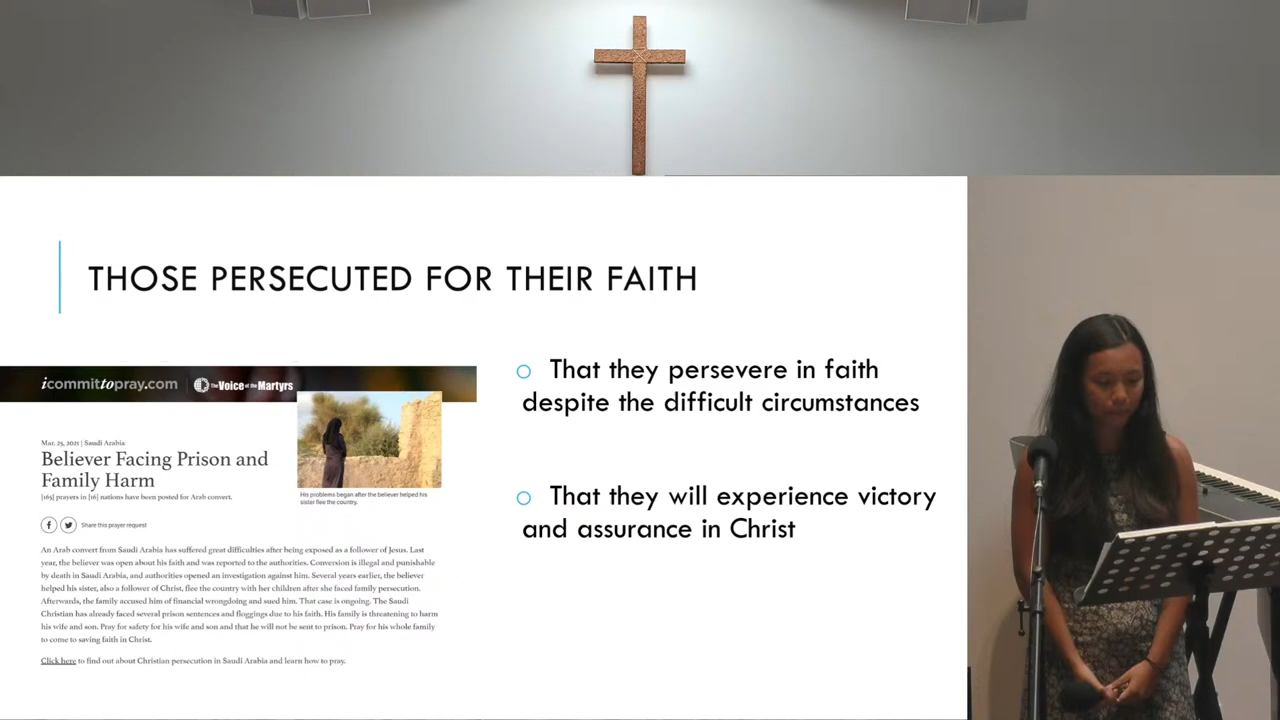 THOSE PERSECUTED FOR THEIR FAITH
icommittopray.com
The Voice of the Martyrs
Mar. 25, 2021 | Saudi Arabia
Believer Facing Prison and
Family Harm
[169] prayers in [16] nations have been posted for Arab convert.
His problems began after the believer helped his
sister flee the country.
Share this prayer request
An Arab convert from Saudi Arabia has suffered great difficulties after being exposed as a follower of Jesus. Last
year, the believer was open about his faith and was reported to the authorities. Conversion is illegal and punishable
by death in Saudi Arabia, and authorities opened an investigation against him. Several years earlier, the believer
helped his sister, also a follower of Christ, flee the country with her children after she faced family persecution.
Afterwards, the family accused him of financial wrongdoing and sued him. That case is ongoing. The Saudi
Christian has already faced several prison sentences and floggings due to his faith. His family is threatening to harm
his wife and son. Pray for safety for his wife and son and that he will not be sent to prison. Pray for his whole family
to come to saving faith in Christ.
Click here to find out about Christian persecution in Saudi Arabia and learn how to pray.
That they persevere in faith
despite the difficult circumstances
That they will experience victory
and assurance in Christ